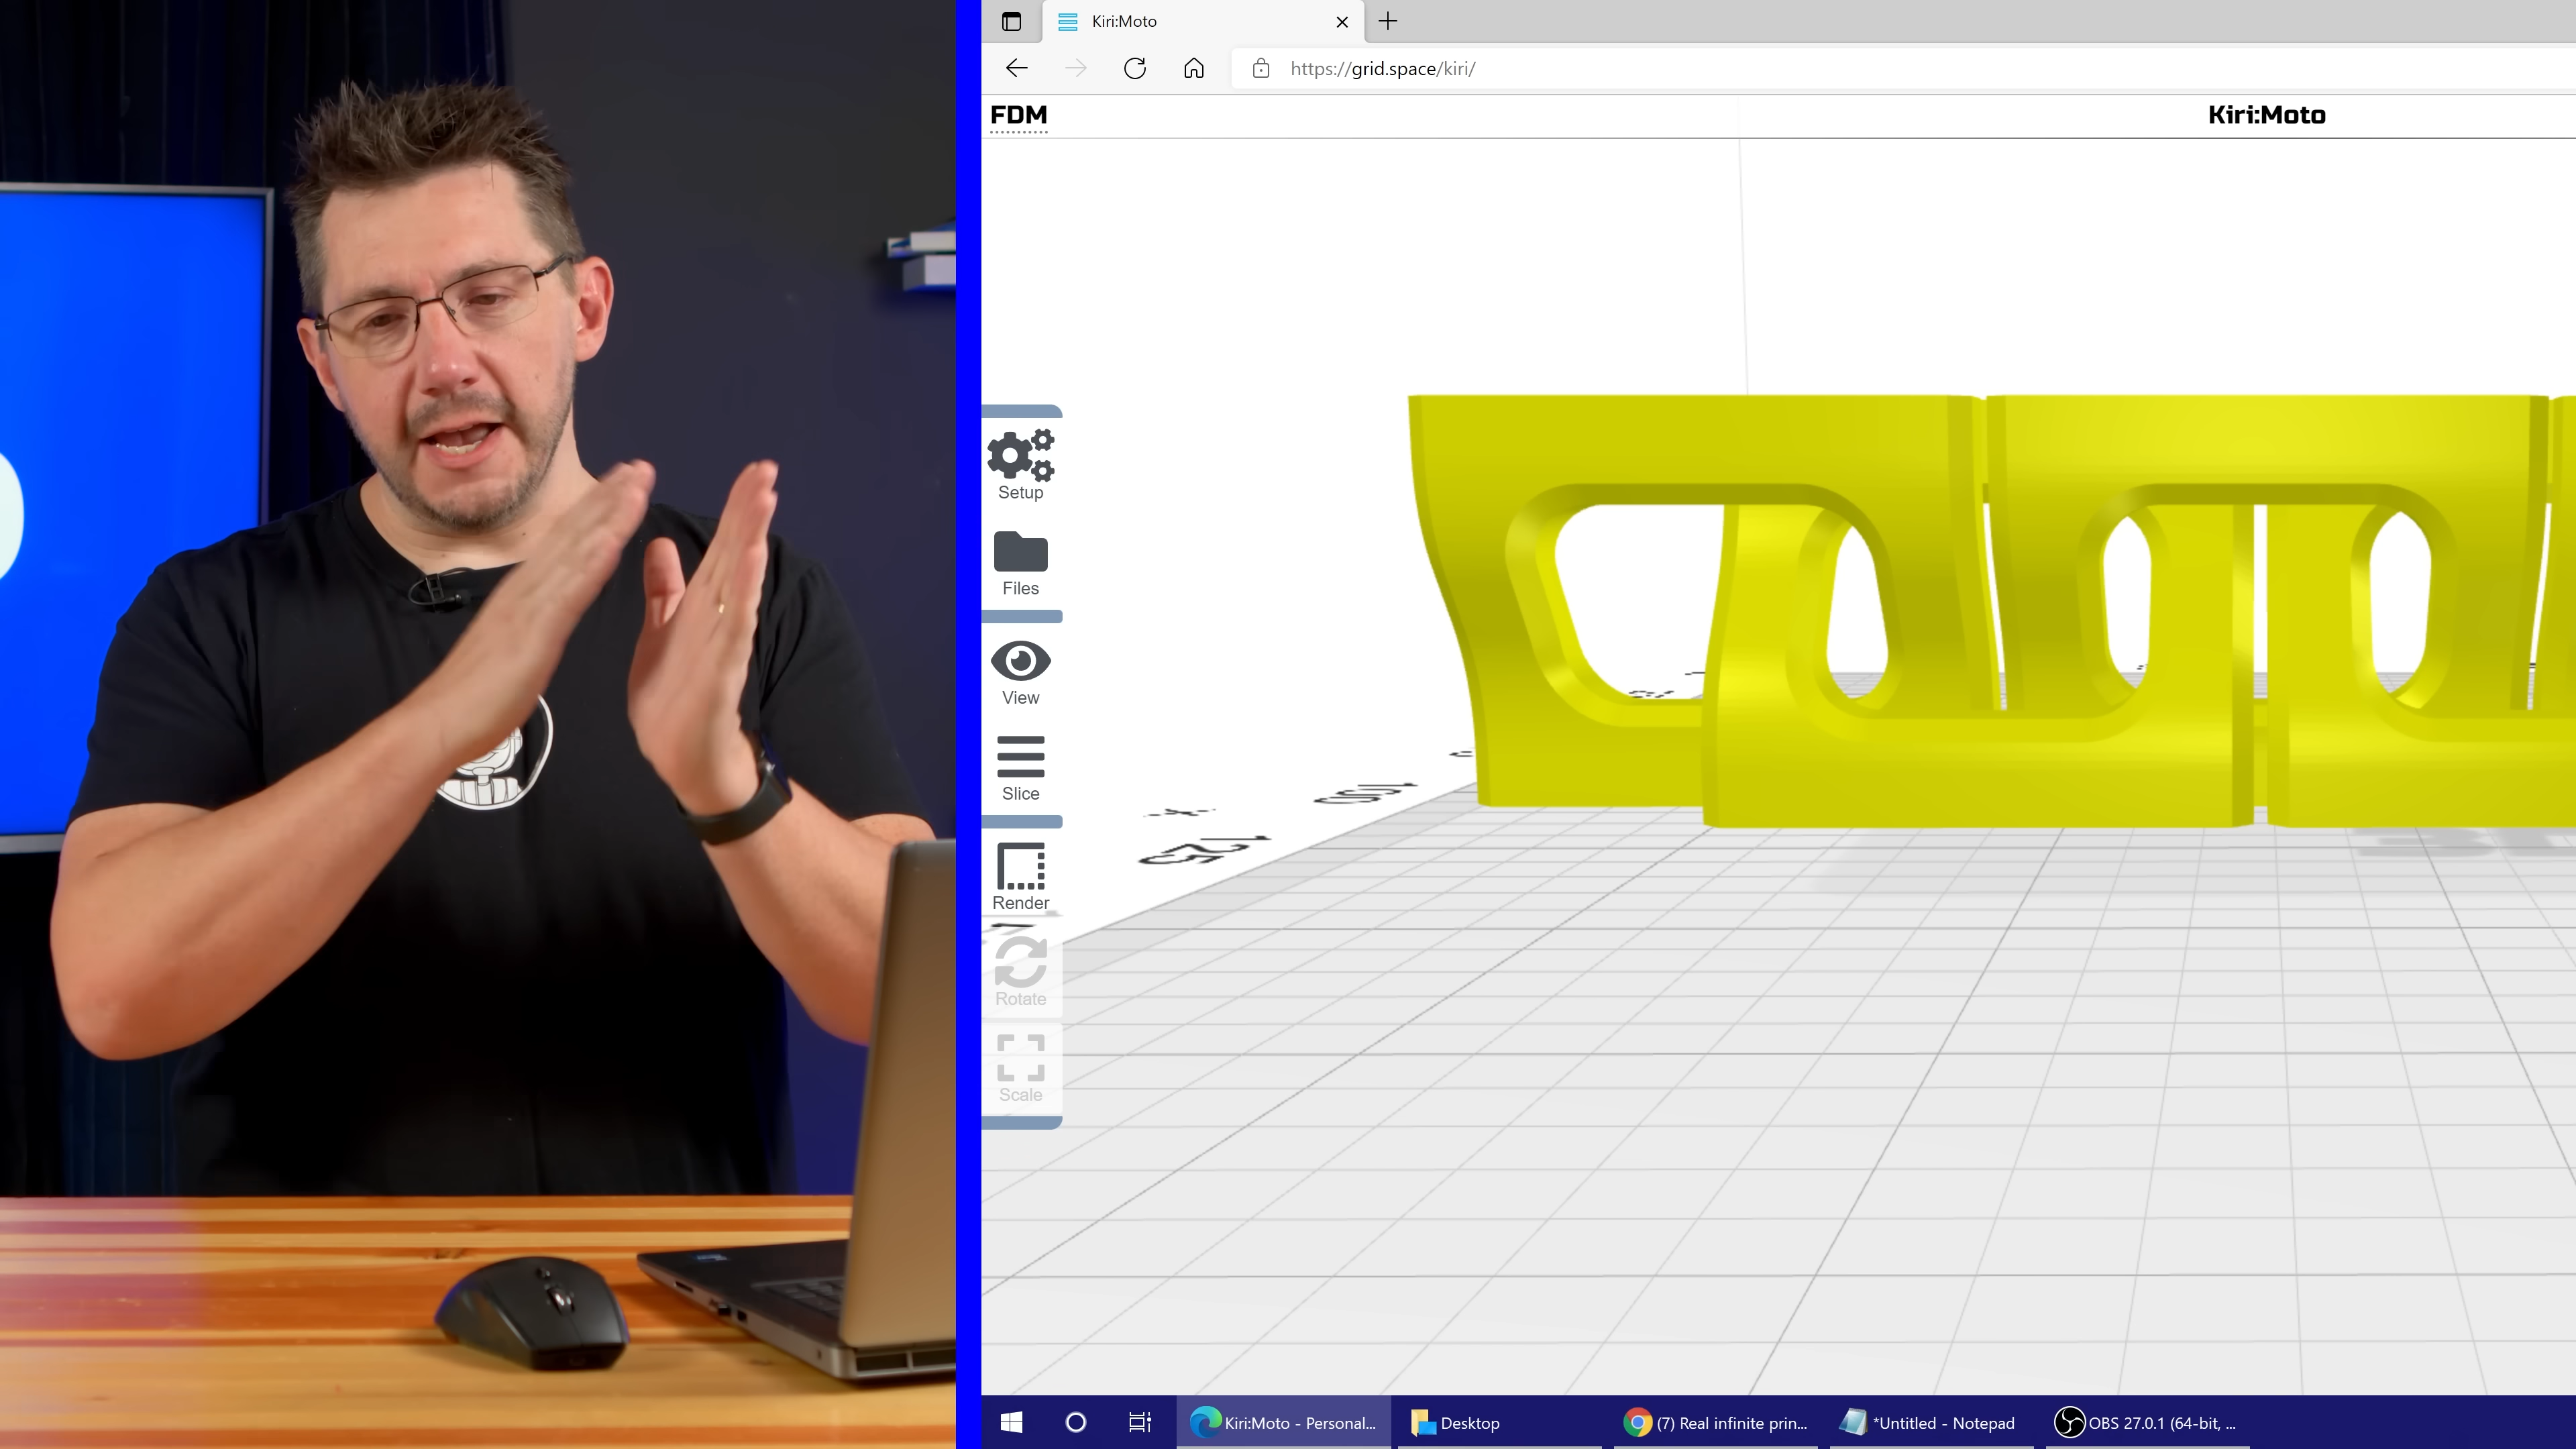 Kiri:Moto
https://grid.space/kiri/
FDM
Kiri:Moto
Setup
Files
View
Slice
Render
Rotate
Scale
25
Kiri:Moto - Personal...
Desktop
(7) Real infinite prin...
*Untitled - Notepad
OBS 27.0.1 (64-bit, ...